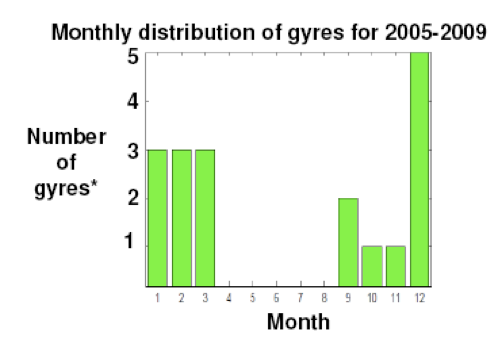 Monthly distribution of gyres for 2005-2009
5
4
Number
of
gyres*
3
2
1
1 2 3 4 5 6 7 8 9 10 11 12
Month